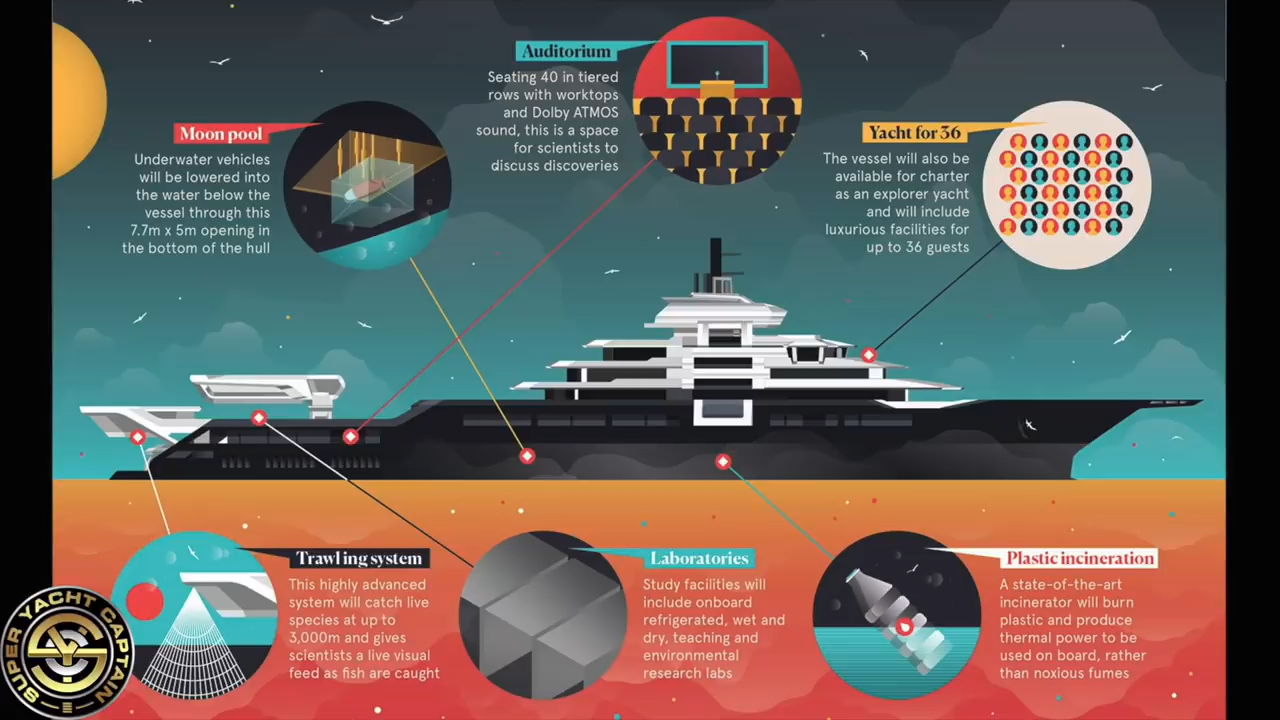 Auditorium
Seating 40 in tiered
rows with worktops
and Dolby ATMOS
sound, this is a space
for scientists to
discuss discoveries
Moon pool
Underwater vehicles
will be lowered into
the water below the
vessel through this
7.7m x 5m opening in
the bottom of the hull
Yacht for 36
The vessel will also be
available for charter
as an explorer yacht
and will include
luxurious facilities for
up to 36 guests
Trawling system
This highly advanced
system will catch live
species at up to
3,000m and gives
scientists a live visual
feed as fish are caught
Laboratories
Study facilities will
include onboard
refrigerated, wet and
dry, teaching and
environmental
research labs
Plastic incineration
A state-of-the-art
incinerator will burn
plastic and produce
thermal power to be
used on board, rather
than noxious fumes
SUPER YACHT CAPTAIN